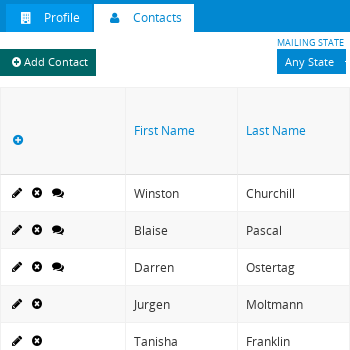 Profile
Contacts
MAILING STATE
Add Contact
Any State
First Name
Last Name
Winston
Churchill
Blaise
Pascal
Darren
Ostertag
Jurgen
Moltmann
Tanisha
Franklin